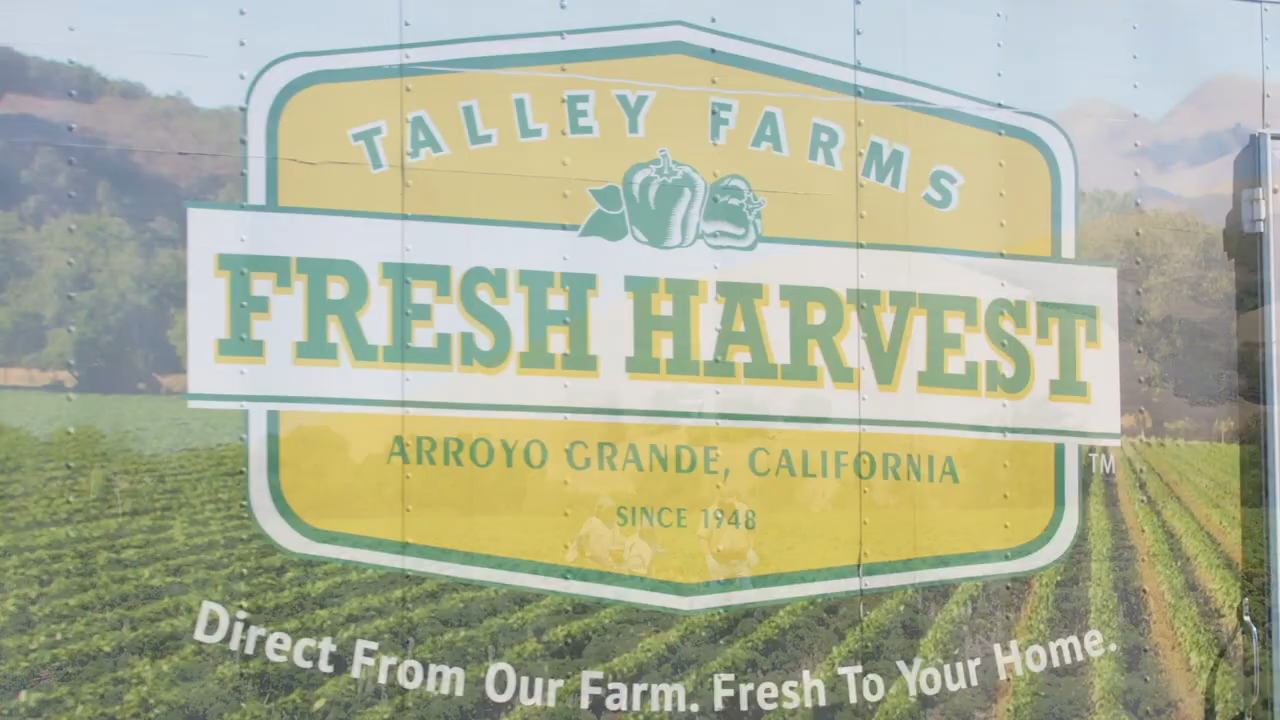 TALLEY FARMS
FRESH HARVEST
ARROYO GRANDE, CALIFORNIA
TM
SINCE 1948
Direct From Our Farm. Fresh To Your Home.